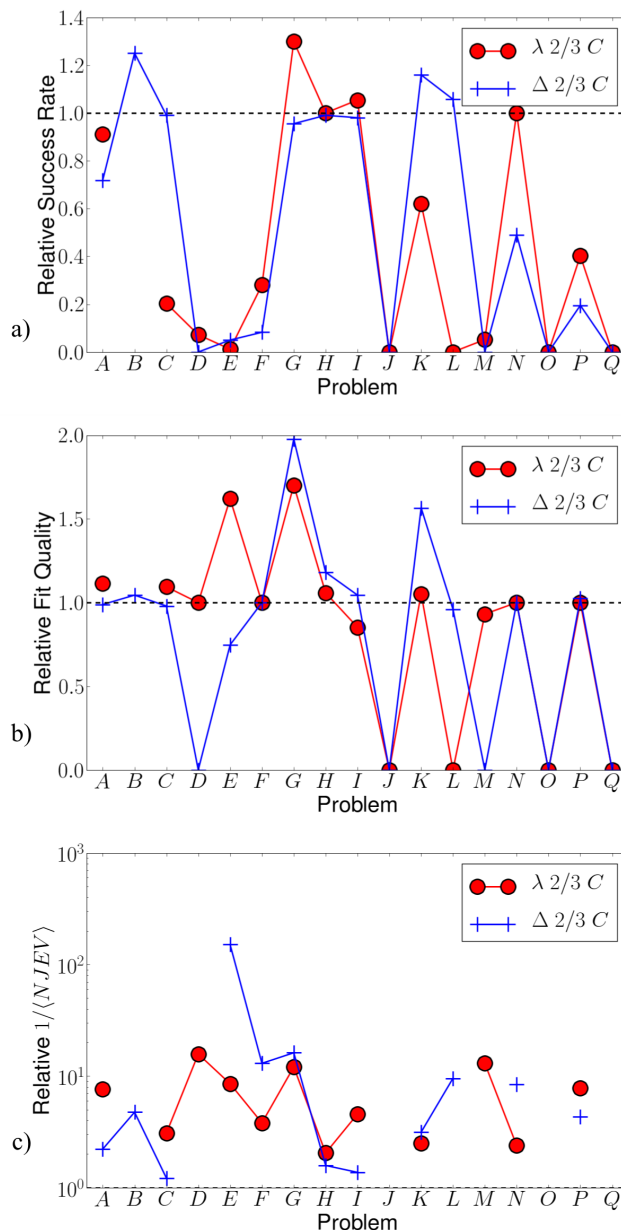 1.4
1.2
1.0
0.8
0.6
0.4
0.2
0.0
Relative Success Rate
λ 2/3 C
Δ 2/3 C
a)
A B C D E F G H I J K L M N O P Q
Problem
2.0
1.5
1.0
0.5
0.0
Relative Fit Quality
λ 2/3 C
Δ 2/3 C
b)
A B C D E F G H I J K L M N O P Q
Problem
10³
10²
10¹
10⁰
Relative 1/⟨NJEV⟩
λ 2/3 C
Δ 2/3 C
c)
A B C D E F G H I J K L M N O P Q
Problem